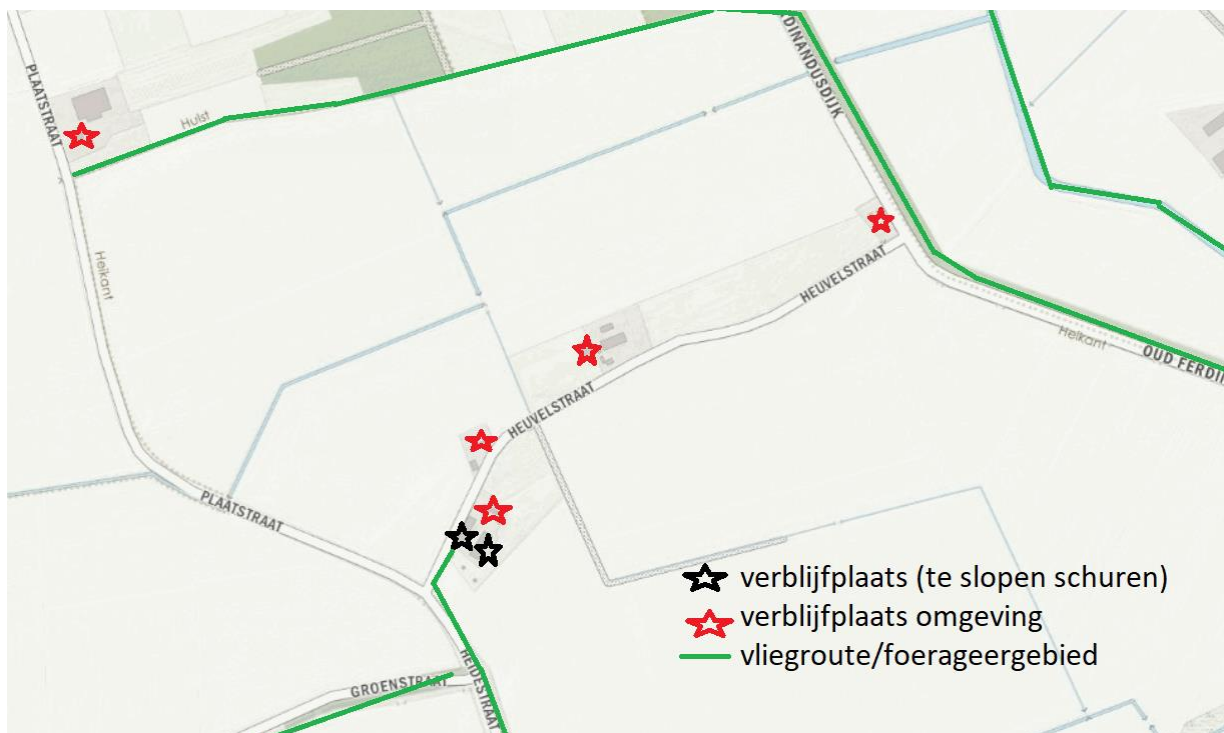 PLAATSTRAAT
Hulst
DINANDUSDIJK
Heikant
HEUVELSTRAAT
Heikant
OUD FERDIN
HEUVELSTRAAT
PLAATSTRAAT
verblijfplaats (te slopen schuren)
verblijfplaats omgeving
vliegroute/foerageergebied
GROENSTRAAT
HEIDESTRAAT